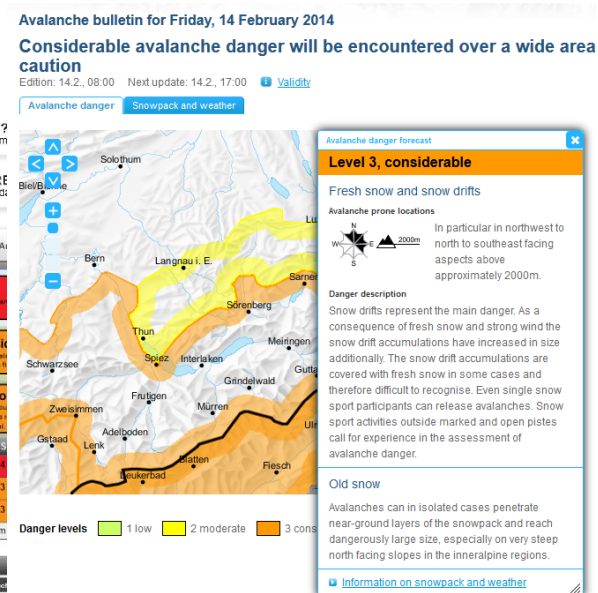 Avalanche bulletin for Friday, 14 February 2014
Considerable avalanche danger will be encountered over a wide area
caution
Edition: 14.2., 08:00 Next update: 14.2., 17:00 Validity
Avalanche danger Snowpack and weather
Solothurn
Biel/Bienne
Bern
Langnau i. E.
Sarnen
Sörenberg
Thun
Meiringen
Spiez
Interlaken
Schwarzsee
Grindelwald
Frutigen
Mürren
Zweisimmen
Adelboden
Gstaad
Lenk
Blatten
Fiesch
Leukerbad
Danger levels 1 low 2 moderate 3 cons
Avalanche danger forecast
Level 3, considerable
Fresh snow and snow drifts
Avalanche prone locations
N
W E
S
2000m
In particular in northwest to
north to southeast facing
aspects above
approximately 2000m.
Danger description
Snow drifts represent the main danger. As a
consequence of fresh snow and strong wind the
snow drift accumulations have increased in size
additionally. The snow drift accumulations are
covered with fresh snow in some cases and
therefore difficult to recognise. Even single snow
sport participants can release avalanches. Snow
sport activities outside marked and open pistes
call for experience in the assessment of
avalanche danger.
Old snow
Avalanches can in isolated cases penetrate
near-ground layers of the snowpack and reach
dangerously large size, especially on very steep
north facing slopes in the inneralpine regions.
Information on snowpack and weather